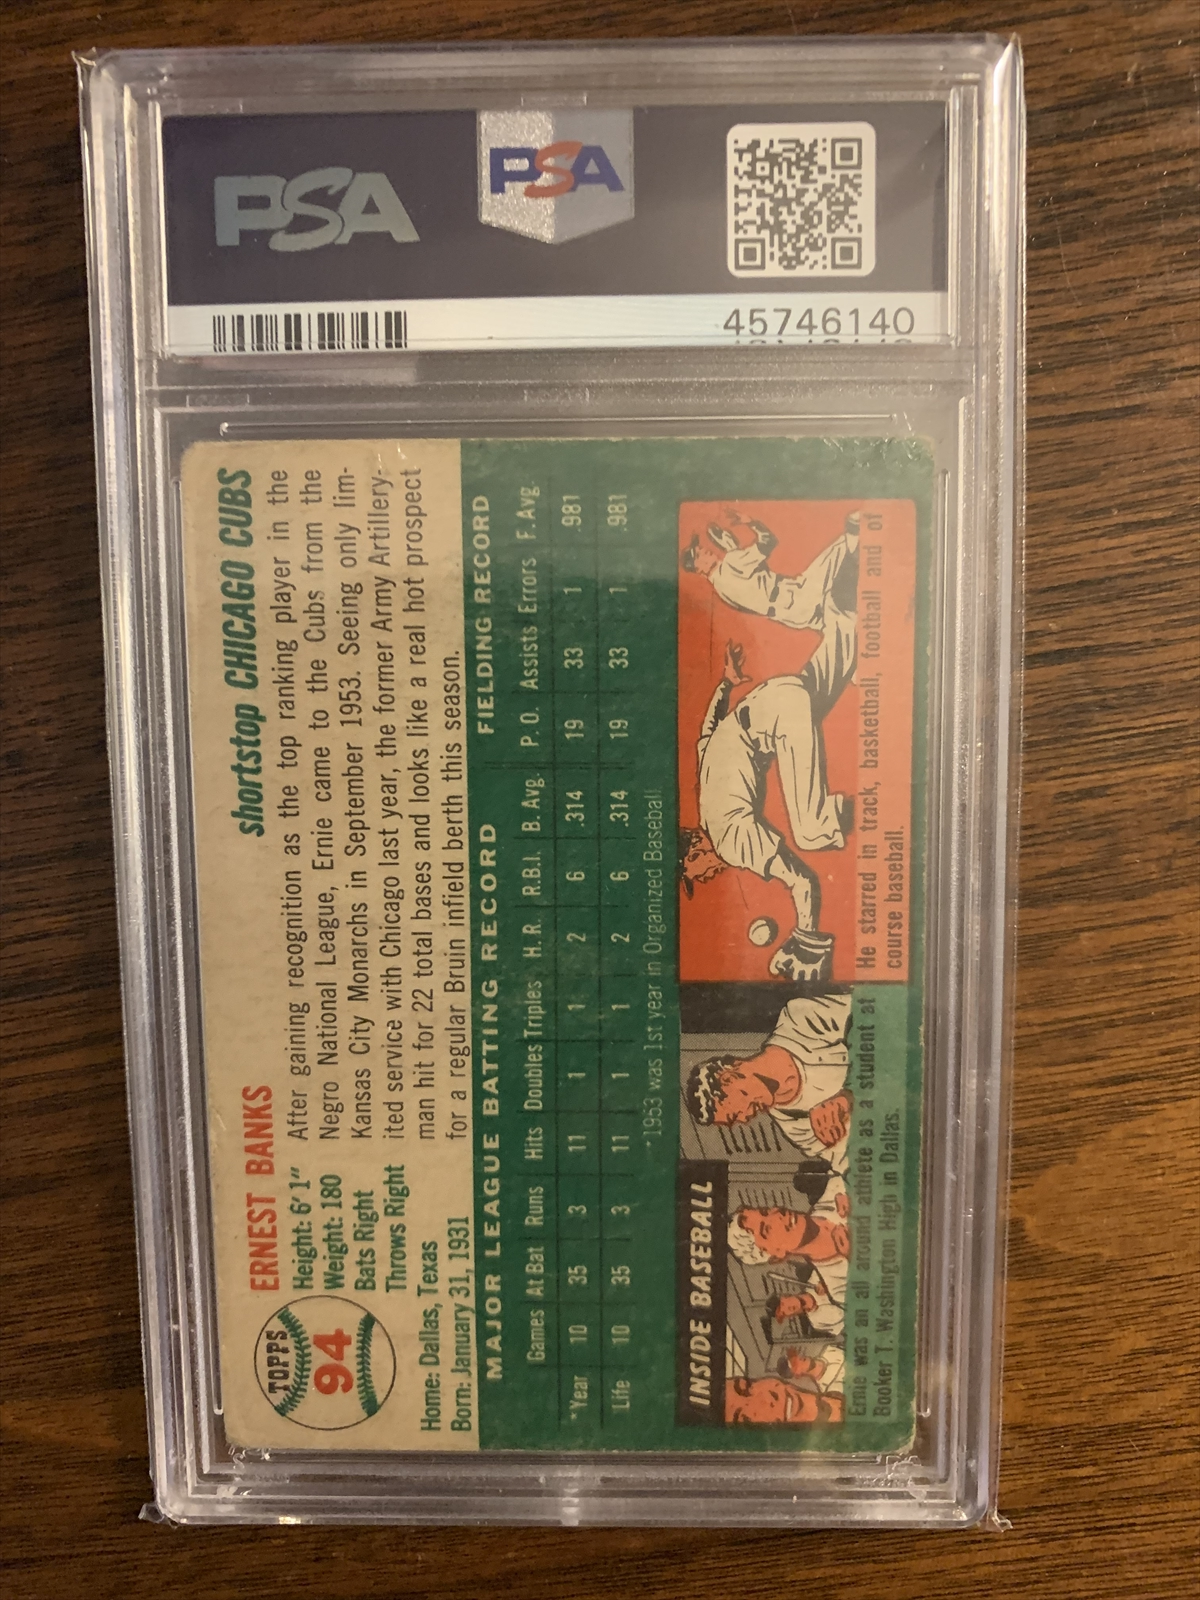 PSA
PSA
45746140
TOPPS
94
ERNEST BANKS
shortstop CHICAGO CUBS
Height: 6' 1"
Weight: 180
Bats Right
Throws Right
Home: Dallas, Texas
Born: January 31, 1931
After gaining recognition as the top ranking player in the
Negro National League, Ernie came to the Cubs from the
Kansas City Monarchs in September 1953. Seeing only lim-
ited service with Chicago last year, the former Army Artillery-
man hit for 22 total bases and looks like a real hot prospect
for a regular Bruin infield berth this season.
MAJOR LEAGUE BATTING RECORD FIELDING RECORD
Games At Bat Runs Hits Doubles Triples H.R. R.B.I. B. Avg. P. O. Assists Errors F. Avg.
*Year 10 35 3 11 1 1 2 6 .314 19 33 1 .981
Life 10 35 3 11 1 1 2 6 .314 19 33 1 .981
*1953 was 1st year in Organized Baseball
INSIDE BASEBALL
Ernie was an all around athlete as a student at
Booker T. Washington High in Dallas.
He starred in track, basketball, football and of
course baseball.